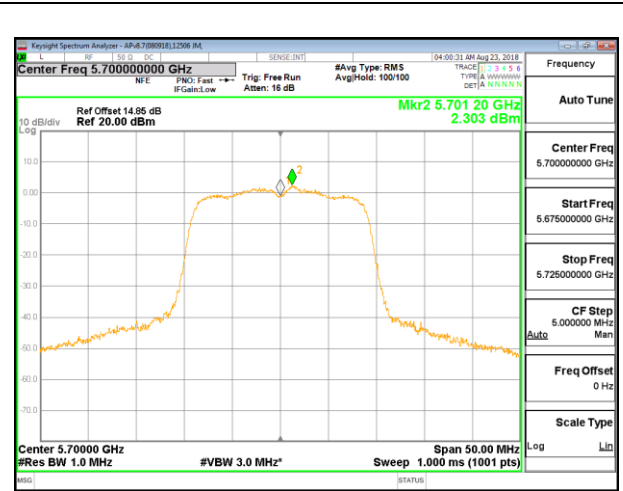 Keysight Spectrum Analyzer - APv8.7(080918),12506 JM,
L RF 50 Ω DC SENSE:INT 04:00:31 AM Aug 23, 2018
Center Freq 5.700000000 GHz
NFE
PNO: Fast
IFGain:Low
Trig: Free Run
Atten: 16 dB
#Avg Type: RMS
Avg|Hold: 100/100
TRACE 1 2 3 4 5 6
TYPE A WWWWW
DET A N N N N N
Ref Offset 14.85 dB
10 dB/div Ref 20.00 dBm
Log
Mkr2 5.701 20 GHz
2.303 dBm
10.0
0.00
-10.0
-20.0
-30.0
-40.0
-50.0
-60.0
-70.0
2
Center 5.70000 GHz Span 50.00 MHz
#Res BW 1.0 MHz #VBW 3.0 MHz* Sweep 1.000 ms (1001 pts)
MSG STATUS
Frequency
Auto Tune
Center Freq
5.700000000 GHz
Start Freq
5.675000000 GHz
Stop Freq
5.725000000 GHz
CF Step
5.000000 MHz
Auto Man
Freq Offset
0 Hz
Scale Type
Log Lin